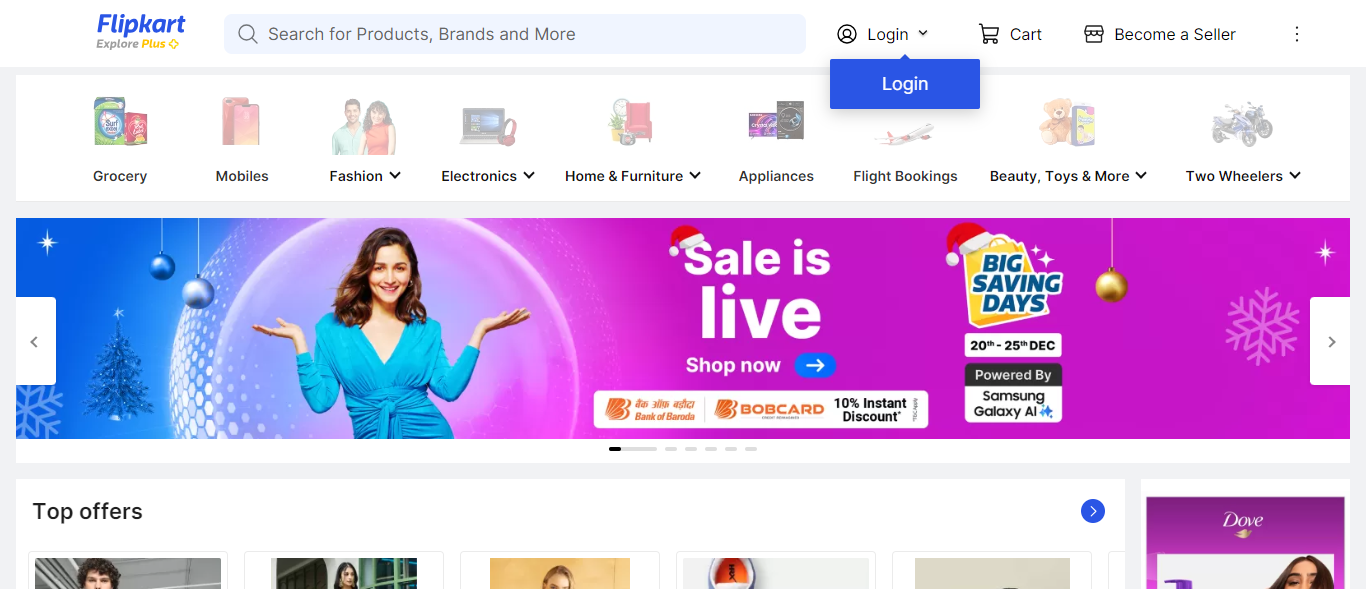 Flipkart
Explore Plus
Search for Products, Brands and More
Login
Cart
Become a Seller
Login
Surf excel
Grocery
Mobiles
Fashion
Electronics
Home & Furniture
Appliances
Flight Bookings
Beauty, Toys & More
Two Wheelers
Sale is
live
Shop now
बैंक ऑफ़ बड़ौदा
Bank of Baroda
BOBCARD
10% Instant
Discount*
BIG
SAVING
DAYS
20th - 25th DEC
Powered By
Samsung
Galaxy AI
Top offers
Dove